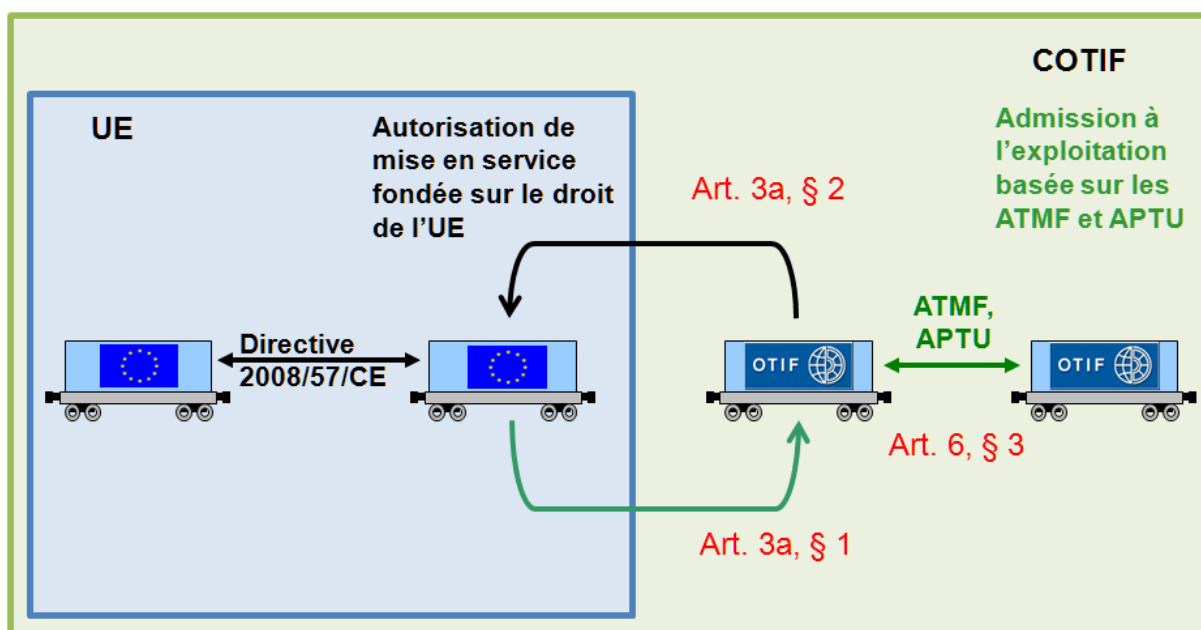 COTIF
UE
Autorisation de
mise en service
fondée sur le droit
de l’UE
Admission à
l’exploitation
basée sur les
ATMF et APTU
Art. 3a, § 2
Directive
2008/57/CE
ATMF,
APTU
OTIF
OTIF
Art. 6, § 3
Art. 3a, § 1